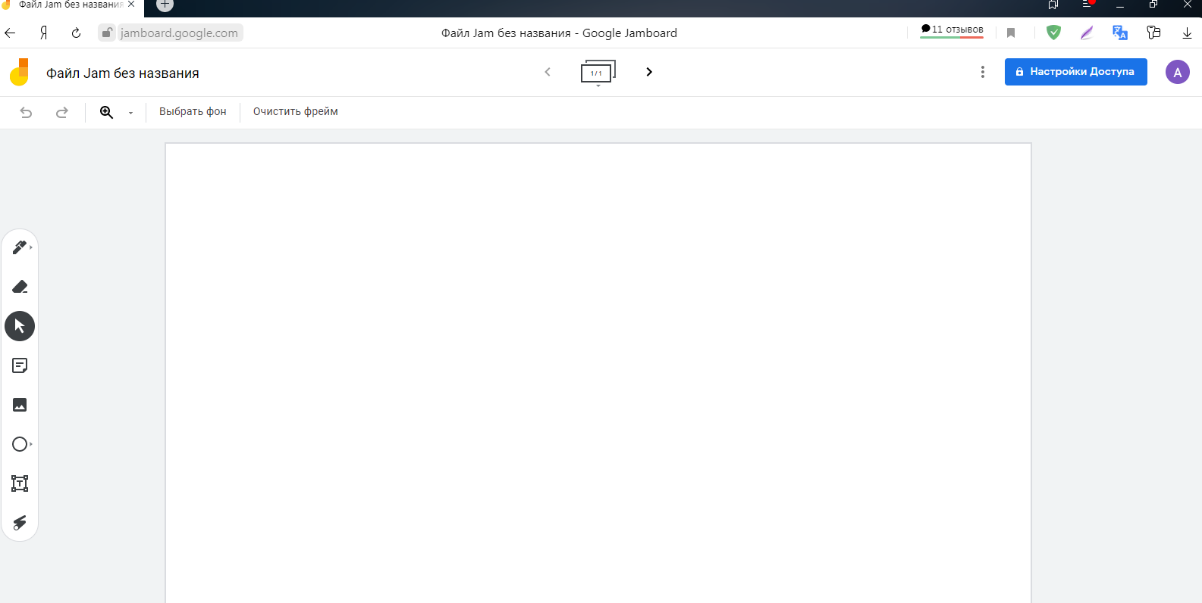 Файл Jam без названия
Я
jamboard.google.com
Файл Jam без названия - Google Jamboard
11 отзывов
Файл Jam без названия
1/1
Настройки Доступа
A
Выбрать фон
Очистить фрейм
T